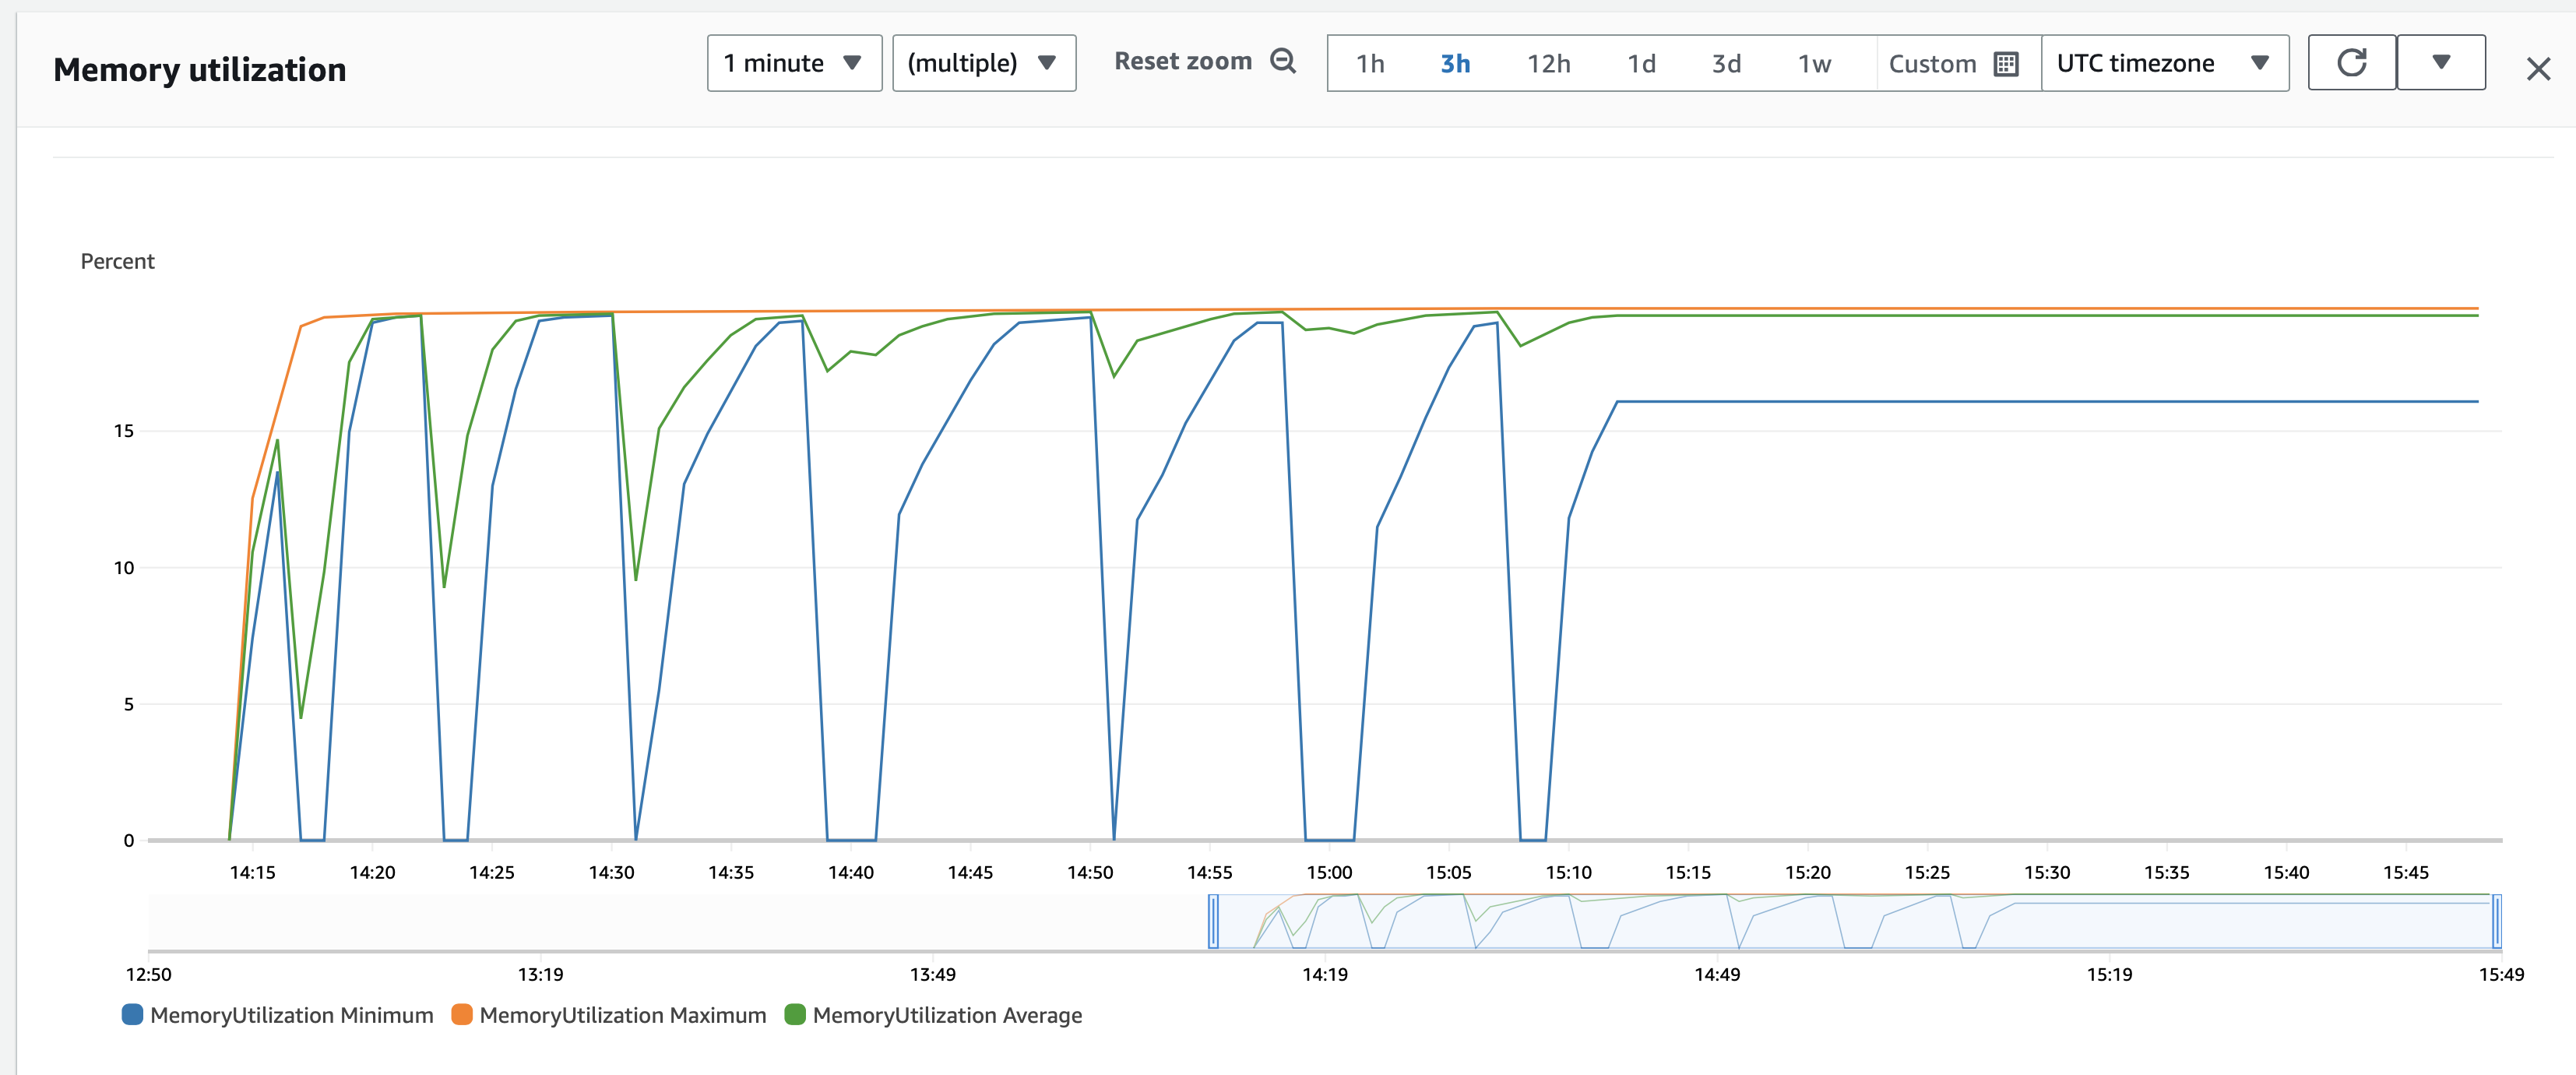 Memory utilization
1 minute
(multiple)
Reset zoom
1h 3h 12h 1d 3d 1w Custom
UTC timezone
Percent
15
10
5
0
14:15 14:20 14:25 14:30 14:35 14:40 14:45 14:50 14:55 15:00 15:05 15:10 15:15 15:20 15:25 15:30 15:35 15:40 15:45
12:50 13:19 13:49 14:19 14:49 15:19 15:49
MemoryUtilization Minimum MemoryUtilization Maximum MemoryUtilization Average